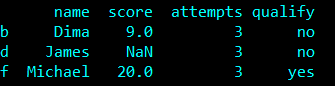 name score attempts qualify
b Dima 9.0 3 no
d James NaN 3 no
f Michael 20.0 3 yes